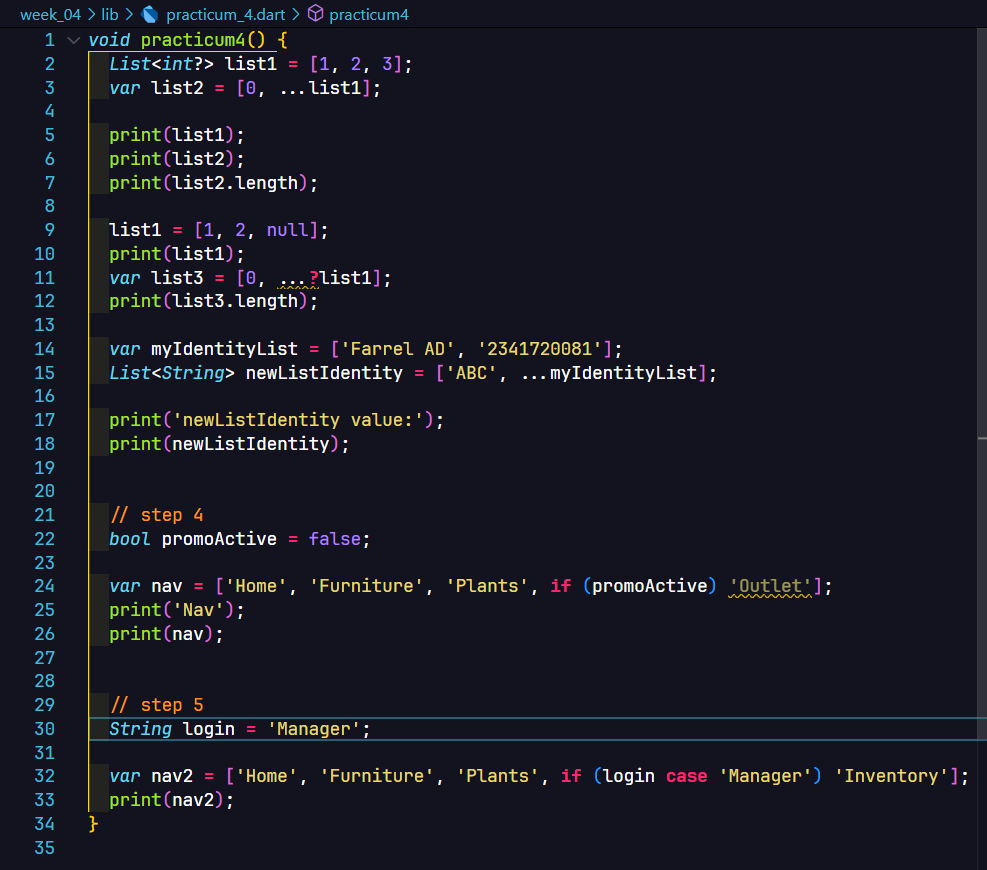 week_04 > lib > practicum_4.dart > practicum4
1 void practicum4() {
2 List<int?> list1 = [1, 2, 3];
3 var list2 = [0, ...list1];
4
5 print(list1);
6 print(list2);
7 print(list2.length);
8
9 list1 = [1, 2, null];
10 print(list1);
11 var list3 = [0, ...?list1];
12 print(list3.length);
13
14 var myIdentityList = ['Farrel AD', '2341720081'];
15 List<String> newListIdentity = ['ABC', ...myIdentityList];
16
17 print('newListIdentity value:');
18 print(newListIdentity);
19
20
21 // step 4
22 bool promoActive = false;
23
24 var nav = ['Home', 'Furniture', 'Plants', if (promoActive) 'Outlet'];
25 print('Nav');
26 print(nav);
27
28
29 // step 5
30 String login = 'Manager';
31
32 var nav2 = ['Home', 'Furniture', 'Plants', if (login case 'Manager') 'Inventory'];
33 print(nav2);
34 }
35